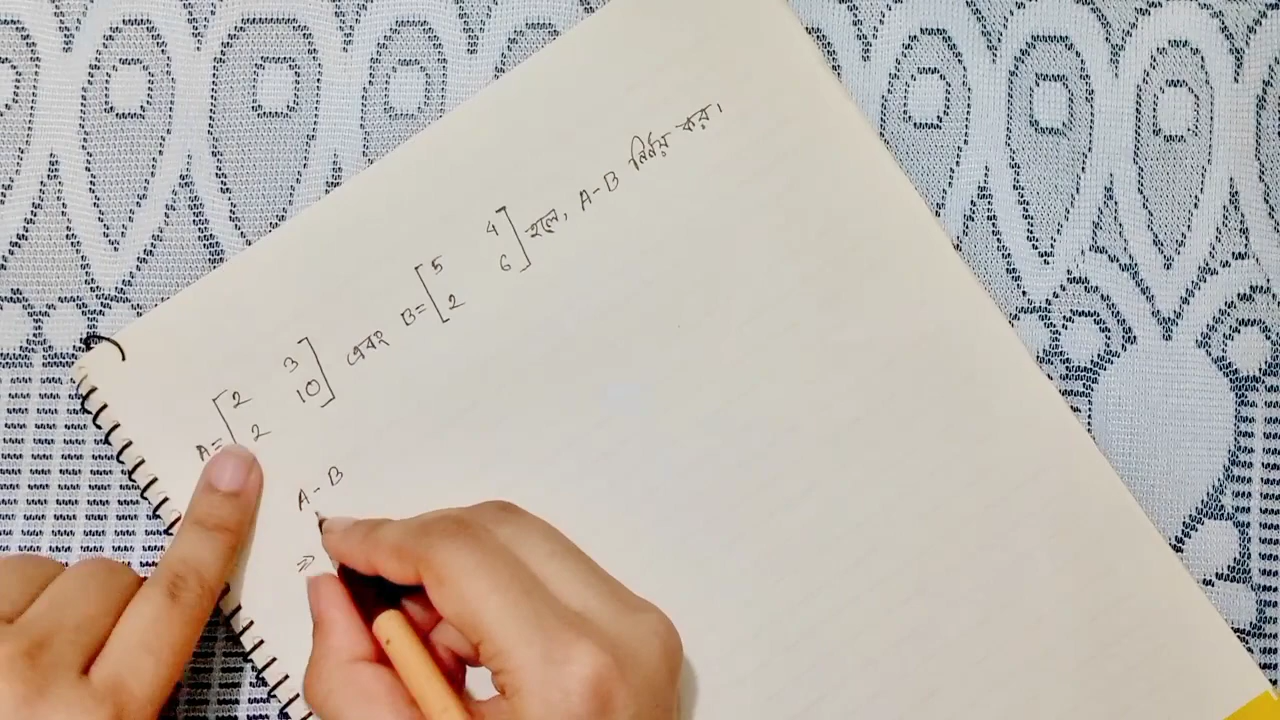 A = [2 3
2 10] এবং B = [5 4
2 6] হলে, A-B নির্ণয় কর।
A - B
⇒